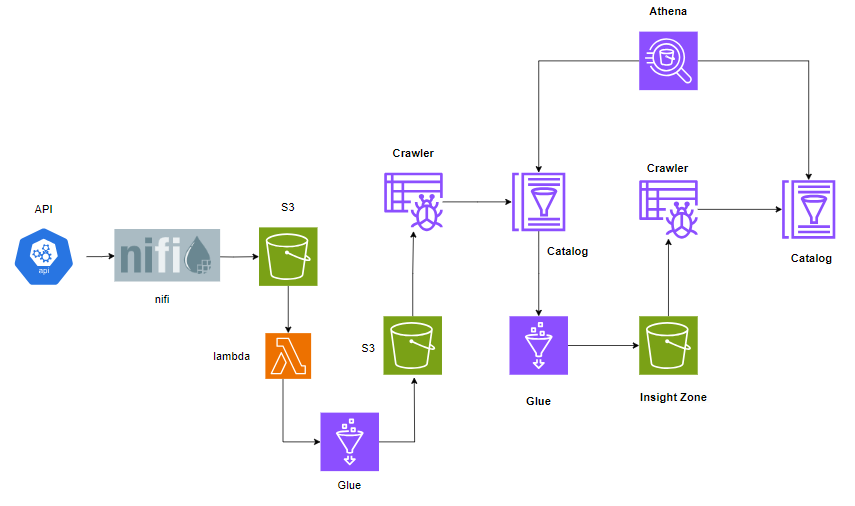 Athena
Crawler
Crawler
API
S3
nifi
api
Catalog
Catalog
nifi
lambda
S3
Glue
Insight Zone
Glue